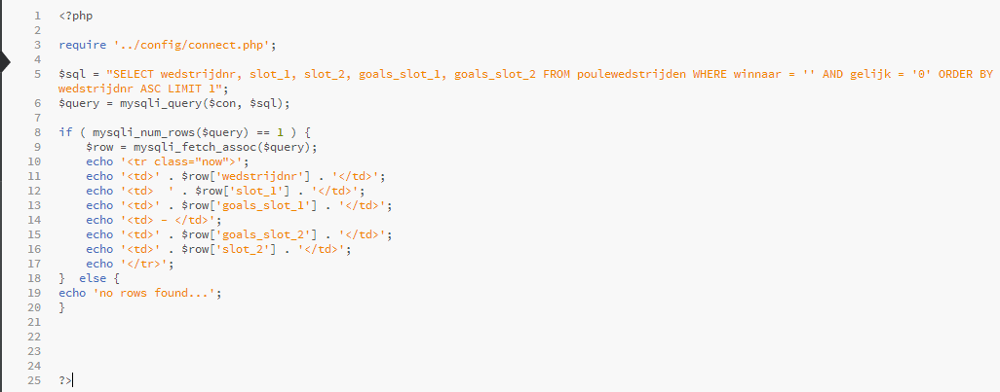 1 <?php
2
3 require '../config/connect.php';
4
5 $sql = "SELECT wedstrijdnr, slot_1, slot_2, goals_slot_1, goals_slot_2 FROM poulewedstrijden WHERE winnaar = '' AND gelijk = '0' ORDER BY
wedstrijdnr ASC LIMIT 1";
6 $query = mysqli_query($con, $sql);
7
8 if ( mysqli_num_rows($query) == 1 ) {
9     $row = mysqli_fetch_assoc($query);
10     echo '<tr class="now">';
11     echo '<td>' . $row['wedstrijdnr'] . '</td>';
12     echo '<td>  ' . $row['slot_1'] . '</td>';
13     echo '<td>' . $row['goals_slot_1'] . '</td>';
14     echo '<td> - </td>';
15     echo '<td>' . $row['goals_slot_2'] . '</td>';
16     echo '<td>' . $row['slot_2'] . '</td>';
17     echo '</tr>';
18 }  else {
19 echo 'no rows found...';
20 }
21
22
23
24
25 ?>